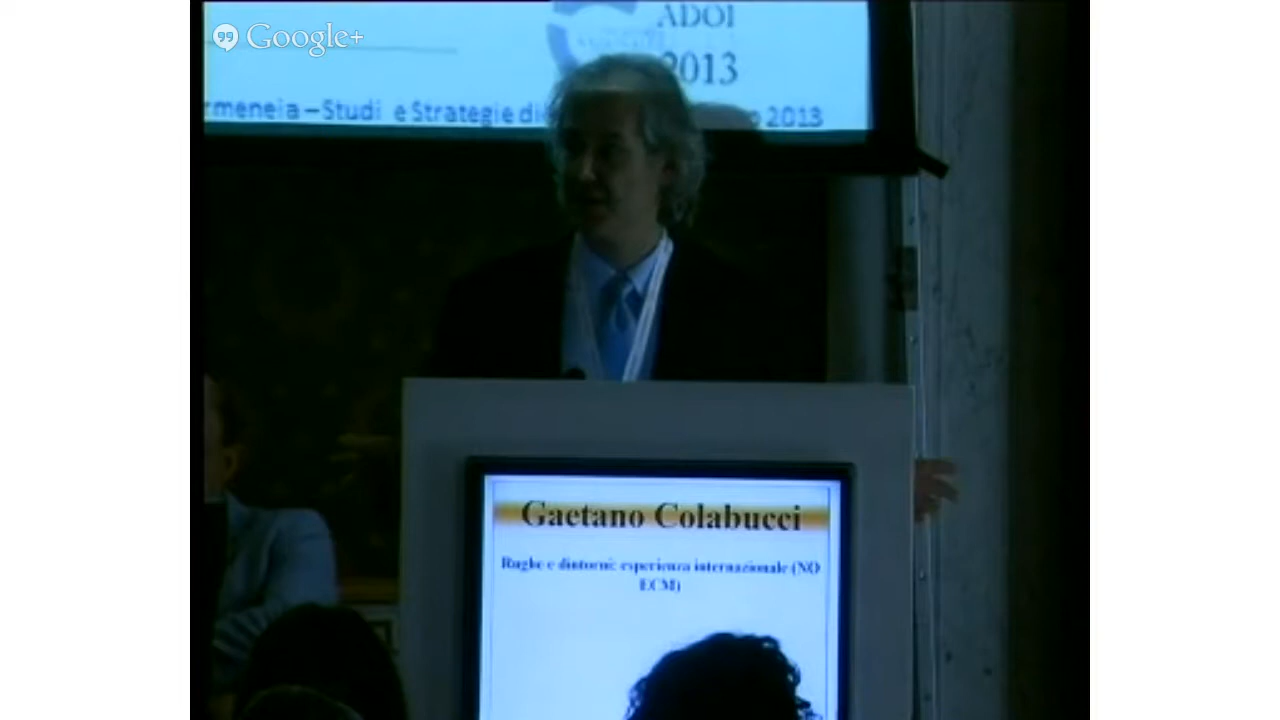 Google+
ADOI
2013
rmeneia – Studi e Strategie di
2013
Gaetano Colabucci
Rughe e dintorni: esperienza internazionale (NO
ECM)